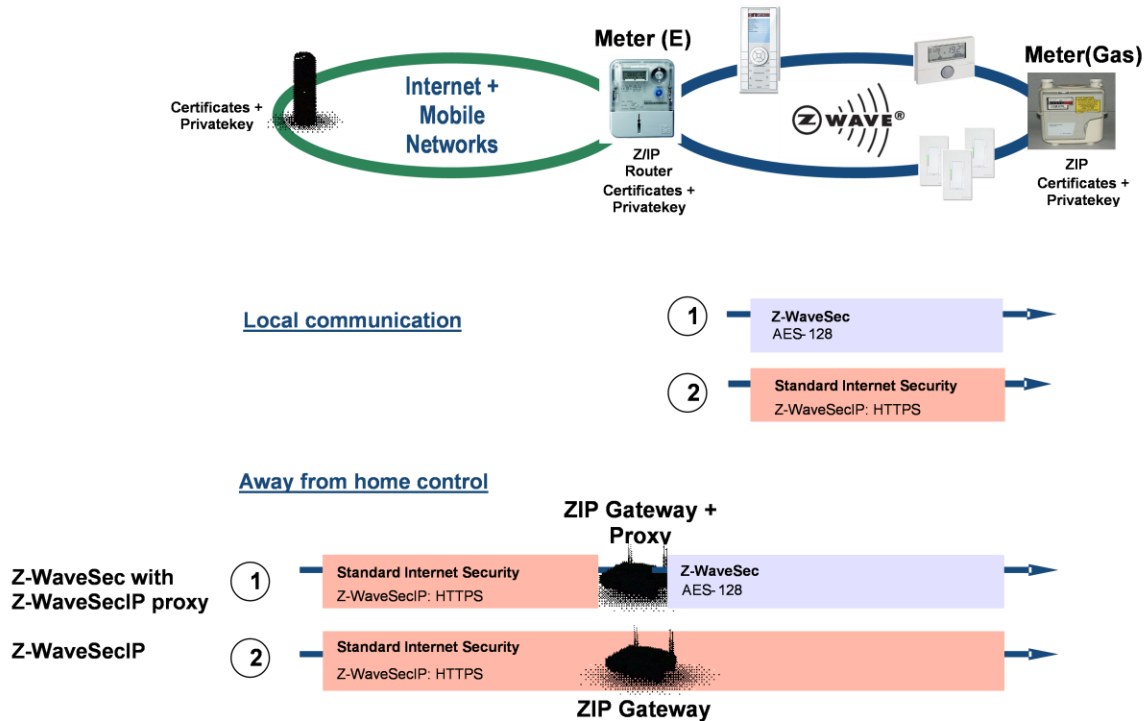 Meter (E)
Meter(Gas)
Internet +
Mobile
Networks
Certificates +
Privatekey
Z WAVE®
Z/IP
Router
Certificates +
Privatekey
ZIP
Certificates +
Privatekey
Local communication
1
Z-WaveSec
AES-128
2
Standard Internet Security
Z-WaveSecIP: HTTPS
Away from home control
ZIP Gateway +
Proxy
Z-WaveSec with
Z-WaveSecIP proxy
1
Standard Internet Security
Z-WaveSecIP: HTTPS
Z-WaveSec
AES-128
Z-WaveSecIP
2
Standard Internet Security
Z-WaveSecIP: HTTPS
ZIP Gateway